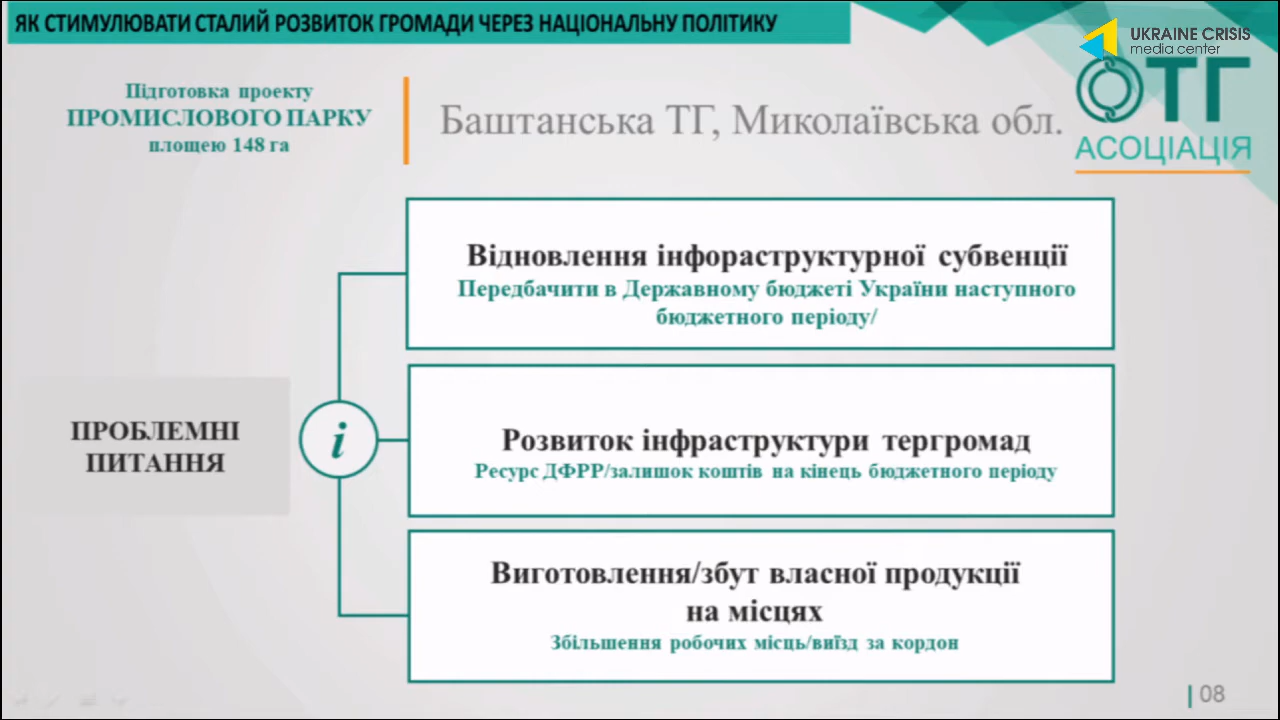 ЯК СТИМУЛЮВАТИ СТАЛИЙ РОЗВИТОК ГРОМАДИ ЧЕРЕЗ НАЦІОНАЛЬНУ ПОЛІТИКУ
UKRAINE CRISIS
media center
Підготовка проекту
ПРОМИСЛОВОГО ПАРКУ
площею 148 га
Баштанська ТГ, Миколаївська обл.
ОТГ
АСОЦІАЦІЯ
Відновлення інфораструктурної субвенції
Передбачити в Державному бюджеті України наступного
бюджетного періоду/
ПРОБЛЕМНІ
ПИТАННЯ
i
Розвиток інфраструктури тергромад
Ресурс ДФРР/залишок коштів на кінець бюджетного періоду
Виготовлення/збут власної продукції
на місцях
Збільшення робочих місць/виїзд за кордон
| 08